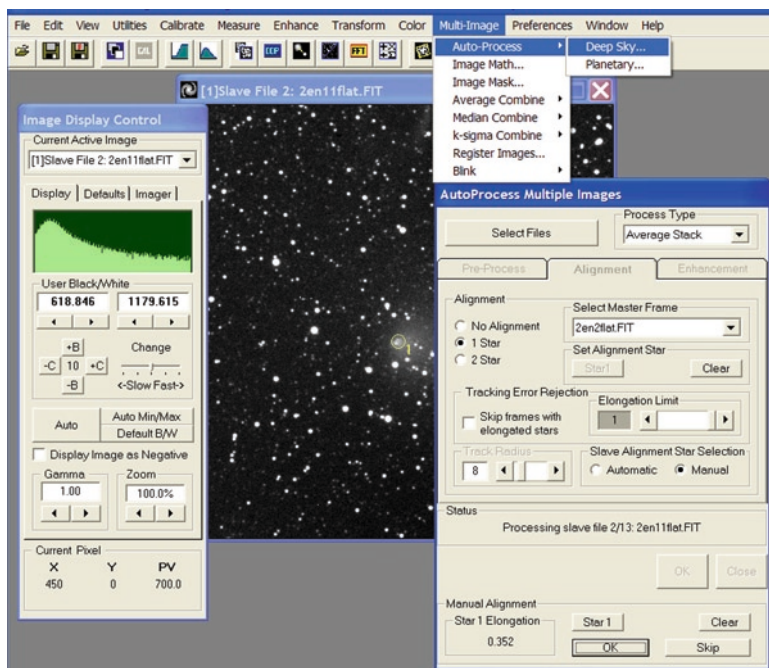 File Edit View Utilities Calibrate Measure Enhance Transform Color Multi-Image Preferences Window Help
Auto-Process
Image Math...
Image Mask...
Average Combine
Median Combine
k-sigma Combine
Register Images...
Blink
Deep Sky...
Planetary...
CCP FFT
[1]Slave File 2: 2en11flat.FIT
1
Image Display Control
Current Active Image
[1]Slave File 2: 2en11flat.FIT
Display Defaults Imager
User Black/White
618.846 1179.615
+B
-C 10 +C
-B
Change
<-Slow Fast->
Auto
Auto Min/Max
Default B/W
Display Image as Negative
Gamma
1.00
Zoom
100.0%
Current Pixel
X Y PV
450 0 700.0
AutoProcess Multiple Images
Select Files
Process Type
Average Stack
Pre-Process Alignment Enhancement
Alignment
No Alignment
1 Star
2 Star
Select Master Frame
2en2flat.FIT
Set Alignment Star
Star1 Clear
Tracking Error Rejection
Skip frames with
elongated stars
Elongation Limit
1
Track Radius
8
Slave Alignment Star Selection
Automatic Manual
Status
Processing slave file 2/13: 2en11flat.FIT
OK Close
Manual Alignment
Star 1 Elongation
0.352
Star 1 Clear
OK Skip